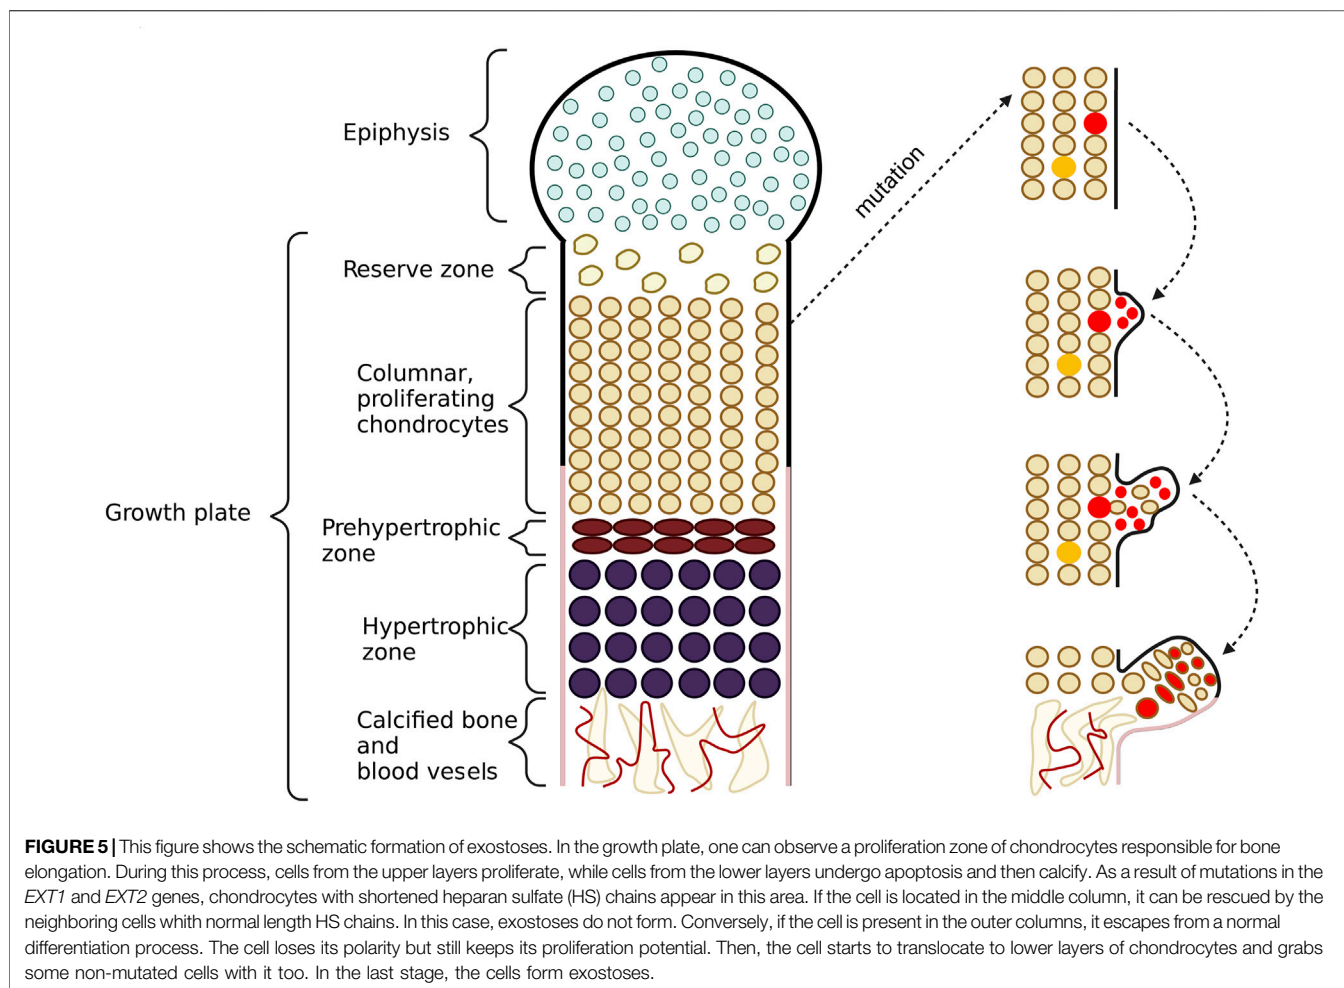 Epiphysis
mutation
Reserve zone
Columnar,
proliferating
chondrocytes
Growth plate
Prehypertrophic
zone
Hypertrophic
zone
Calcified bone
and
blood vesels
FIGURE 5 | This figure shows the schematic formation of exostoses. In the growth plate, one can observe a proliferation zone of chondrocytes responsible for bone
elongation. During this process, cells from the upper layers proliferate, while cells from the lower layers undergo apoptosis and then calcify. As a result of mutations in the
EXT1 and EXT2 genes, chondrocytes with shortened heparan sulfate (HS) chains appear in this area. If the cell is located in the middle column, it can be rescued by the
neighboring cells whith normal length HS chains. In this case, exostoses do not form. Conversely, if the cell is present in the outer columns, it escapes from a normal
differentiation process. The cell loses its polarity but still keeps its proliferation potential. Then, the cell starts to translocate to lower layers of chondrocytes and grabs
some non-mutated cells with it too. In the last stage, the cells form exostoses.